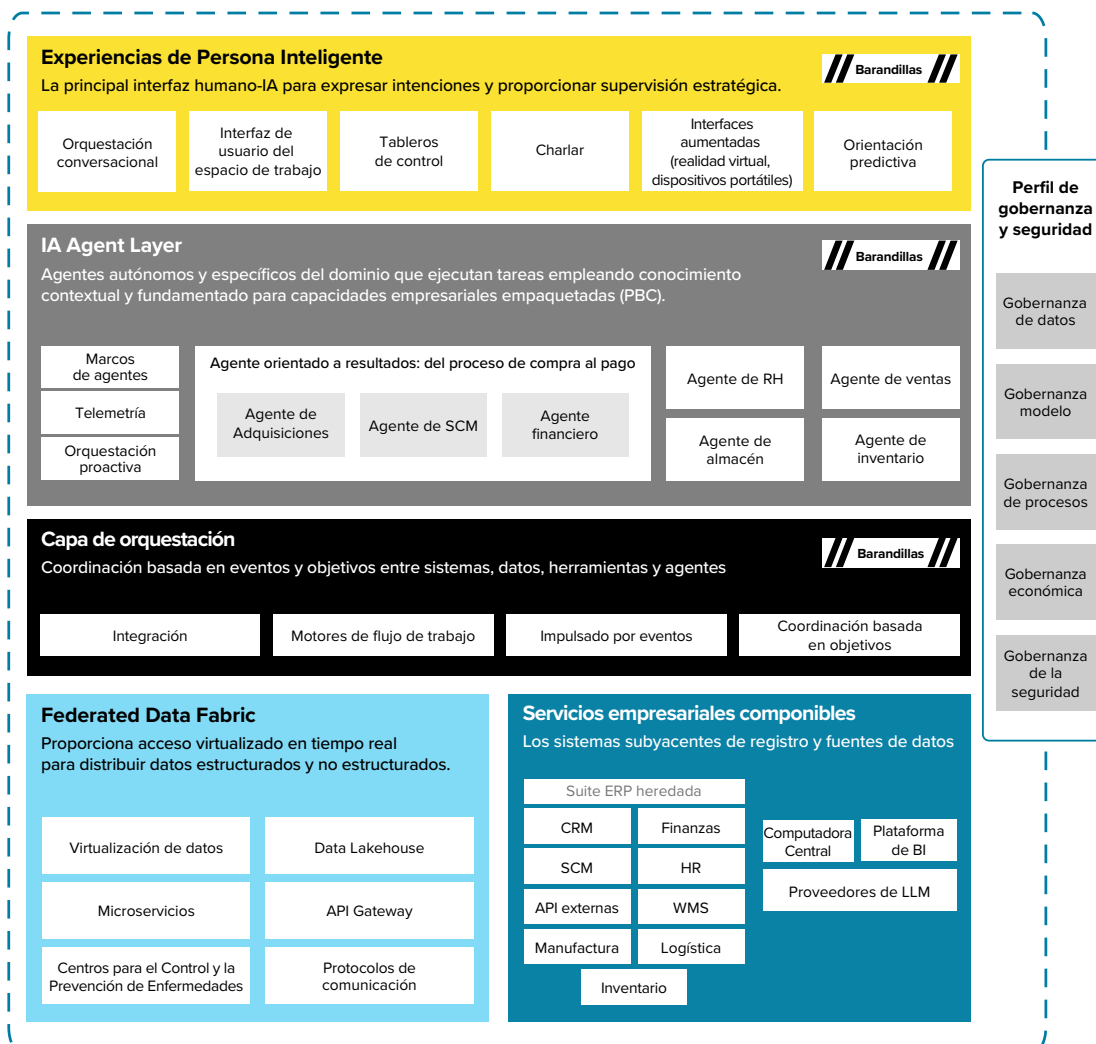 Experiencias de Persona Inteligente
La principal interfaz humano-IA para expresar intenciones y proporcionar supervisión estratégica.
Barandillas
Orquestación
conversacional
Interfaz de
usuario del
espacio de trabajo
Tableros
de control
Charlar
Interfaces
aumentadas
(realidad virtual,
dispositivos portátiles)
Orientación
predictiva
IA Agent Layer
Agentes autónomos y específicos del dominio que ejecutan tareas empleando conocimiento
contextual y fundamentado para capacidades empresariales empaquetadas (PBC).
Barandillas
Marcos
de agentes
Telemetría
Orquestación
proactiva
Agente orientado a resultados: del proceso de compra al pago
Agente de
Adquisiciones
Agente de SCM
Agente
financiero
Agente de RH
Agente de ventas
Agente de
almacén
Agente de
inventario
Capa de orquestación
Coordinación basada en eventos y objetivos entre sistemas, datos, herramientas y agentes
Barandillas
Integración
Motores de flujo de trabajo
Impulsado por eventos
Coordinación basada
en objetivos
Federated Data Fabric
Proporciona acceso virtualizado en tiempo real
para distribuir datos estructurados y no estructurados.
Virtualización de datos
Data Lakehouse
Microservicios
API Gateway
Centros para el Control y la
Prevención de Enfermedades
Protocolos de
comunicación
Servicios empresariales componibles
Los sistemas subyacentes de registro y fuentes de datos
Suite ERP heredada
CRM
Finanzas
SCM
HR
API externas
WMS
Manufactura
Logística
Inventario
Computadora
Central
Plataforma
de BI
Proveedores de LLM
Perfil de
gobernanza
y seguridad
Gobernanza
de datos
Gobernanza
modelo
Gobernanza
de procesos
Gobernanza
económica
Gobernanza
de la
seguridad